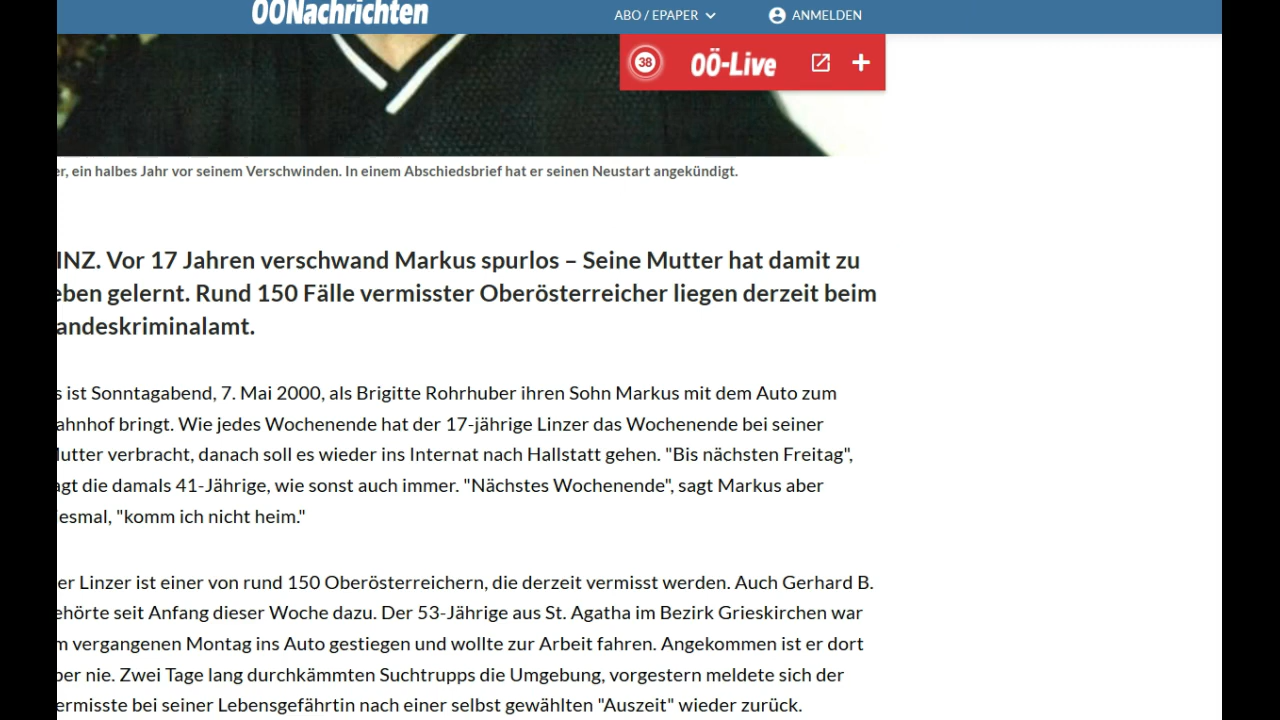 OÖNachrichten
ABO / EPAPER
ANMELDEN
38
OÖ-Live
er, ein halbes Jahr vor seinem Verschwinden. In einem Abschiedsbrief hat er seinen Neustart angekündigt.
INZ. Vor 17 Jahren verschwand Markus spurlos – Seine Mutter hat damit zu
eben gelernt. Rund 150 Fälle vermisster Oberösterreicher liegen derzeit beim
andeskriminalamt.
s ist Sonntagabend, 7. Mai 2000, als Brigitte Rohrhuber ihren Sohn Markus mit dem Auto zum
ahnhof bringt. Wie jedes Wochenende hat der 17-jährige Linzer das Wochenende bei seiner
Mutter verbracht, danach soll es wieder ins Internat nach Hallstatt gehen. "Bis nächsten Freitag",
agt die damals 41-Jährige, wie sonst auch immer. "Nächstes Wochenende", sagt Markus aber
iesmal, "komm ich nicht heim."
er Linzer ist einer von rund 150 Oberösterreichern, die derzeit vermisst werden. Auch Gerhard B.
ehörte seit Anfang dieser Woche dazu. Der 53-Jährige aus St. Agatha im Bezirk Grieskirchen war
m vergangenen Montag ins Auto gestiegen und wollte zur Arbeit fahren. Angekommen ist er dort
ber nie. Zwei Tage lang durchkämmten Suchtrupps die Umgebung, vorgestern meldete sich der
ermisste bei seiner Lebensgefährtin nach einer selbst gewählten "Auszeit" wieder zurück.